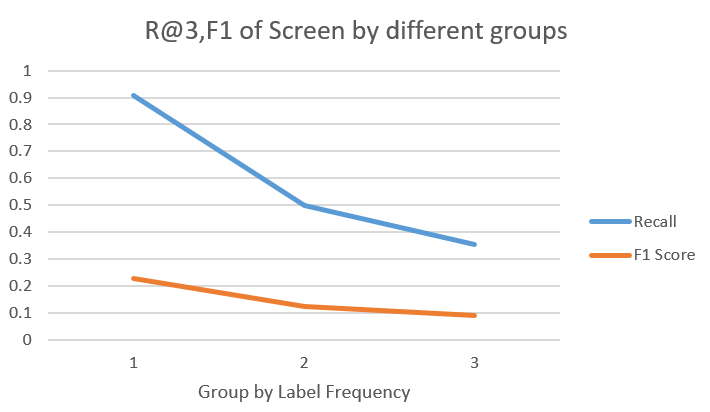 R@3,F1 of Screen by different groups
1
0.9
0.8
0.7
0.6
0.5
0.4
0.3
0.2
0.1
0
1 2 3
Group by Label Frequency
Recall
F1 Score